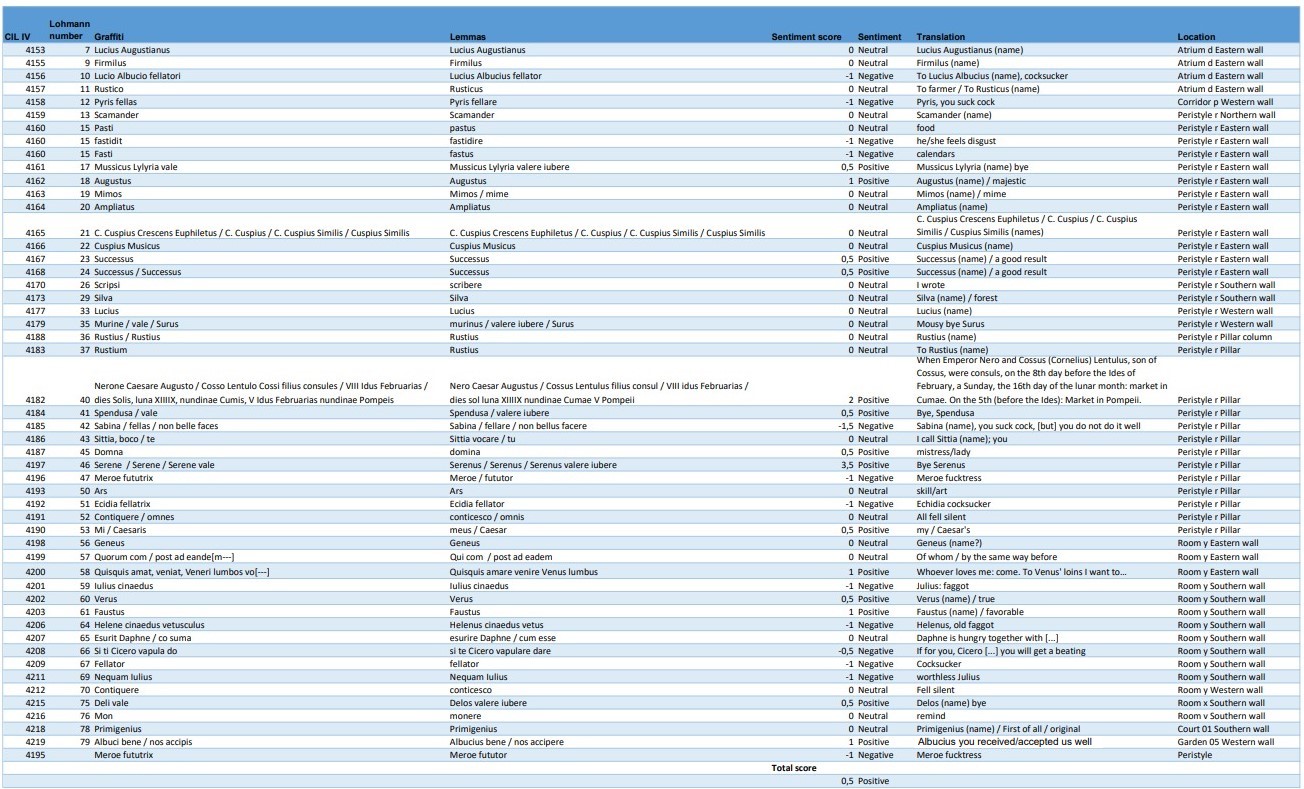 CIL IV Lohmann number Graffiti Lemmas Sentiment score Sentiment Translation Location
4153 7 Lucius Augustianus Lucius Augustianus 0 Neutral Lucius Augustianus (name) Atrium d Eastern wall
4155 9 Firmilus Firmilus 0 Neutral Firmilus (name) Atrium d Eastern wall
4156 10 Lucio Albucio fellatori Lucius Albucius fellator -1 Negative To Lucius Albucius (name), cocksucker Atrium d Eastern wall
4157 11 Rustico Rusticus 0 Neutral To farmer / To Rusticus (name) Atrium d Eastern wall
4158 12 Pyris fellas Pyris fellare -1 Negative Pyris, you suck cock Corridor p Western wall
4159 13 Scamander Scamander 0 Neutral Scamander (name) Peristyle r Northern wall
4160 15 Pasti pastus 0 Neutral food Peristyle r Eastern wall
4160 15 fastidit fastidire -1 Negative he/she feels disgust Peristyle r Eastern wall
4160 15 Fasti fastus -1 Negative calendars Peristyle r Eastern wall
4161 17 Mussicus Lylyria vale Mussicus Lylyria valere iubere 0,5 Positive Mussicus Lylyria (name) bye Peristyle r Eastern wall
4162 18 Augustus Augustus 1 Positive Augustus (name) / majestic Peristyle r Eastern wall
4163 19 Mimos Mimos / mime 0 Neutral Mimos (name) / mime Peristyle r Eastern wall
4164 20 Ampliatus Ampliatus 0 Neutral Ampliatus (name) Peristyle r Eastern wall
C. Cuspius Crescens Euphiletus / C. Cuspius / C. Cuspius
4165 21 C. Cuspius Crescens Euphiletus / C. Cuspius / C. Cuspius Similis / Cuspius Similis C. Cuspius Crescens Euphiletus / C. Cuspius / C. Cuspius Similis / Cuspius Similis 0 Neutral Similis / Cuspius Similis (names) Peristyle r Eastern wall
4166 22 Cuspius Musicus Cuspius Musicus 0 Neutral Cuspius Musicus (name) Peristyle r Eastern wall
4167 23 Successus Successus 0,5 Positive Successus (name) / a good result Peristyle r Eastern wall
4168 24 Successus / Successus Successus 0,5 Positive Successus (name) / a good result Peristyle r Eastern wall
4170 26 Scripsi scribere 0 Neutral I wrote Peristyle r Southern wall
4173 29 Silva Silva 0 Neutral Silva (name) / forest Peristyle r Southern wall
4177 33 Lucius Lucius 0 Neutral Lucius (name) Peristyle r Western wall
4179 35 Murine / vale / Surus murinus / valere iubere / Surus 0 Neutral Mousy bye Surus Peristyle r Western wall
4188 36 Rustius / Rustius Rustius 0 Neutral Rustius (name) Peristyle r Pillar column
4183 37 Rustium Rustius 0 Neutral To Rustius (name) Peristyle r Pillar
When Emperor Nero and Cossus (Cornelius) Lentulus, son of
Cossus, were consuls, on the 8th day before the Ides of
Nerone Caesare Augusto / Cosso Lentulo Cossi filius consules / VIII Idus Februarias / Nero Caesar Augustus / Cossus Lentulus filius consul / VIII idus Februarias / February, a Sunday, the 16th day of the lunar month: market in
4182 40 dies Solis, luna XIIIIX, nundinae Cumis, V Idus Februarias nundinae Pompeis dies sol luna XIIIIX nundinae Cumae V Pompeii 2 Positive Cumae. On the 5th (before the Ides): Market in Pompeii. Peristyle r Pillar
4184 41 Spendusa / vale Spendusa / valere iubere 0,5 Positive Bye, Spendusa Peristyle r Pillar
4185 42 Sabina / fellas / non belle faces Sabina / fellare / non bellus facere -1,5 Negative Sabina (name), you suck cock, [but] you do not do it well Peristyle r Pillar
4186 43 Sittia, boco / te Sittia vocare / tu 0 Neutral I call Sittia (name); you Peristyle r Pillar
4187 45 Domna domina 0,5 Positive mistress/lady Peristyle r Pillar
4197 46 Serene / Serene / Serene vale Serenus / Serenus / Serenus valere iubere 3,5 Positive Bye Serenus Peristyle r Pillar
4196 47 Meroe fututrix Meroe / fututor -1 Negative Meroe fucktress Peristyle r Pillar
4193 50 Ars Ars 0 Neutral skill/art Peristyle r Pillar
4192 51 Ecidia fellatrix Ecidia fellator -1 Negative Echidia cocksucker Peristyle r Pillar
4191 52 Contiquere / omnes conticesco / omnis 0 Neutral All fell silent Peristyle r Pillar
4190 53 Mi / Caesaris meus / Caesar 0,5 Positive my / Caesar's Peristyle r Pillar
4198 56 Geneus Geneus 0 Neutral Geneus (name?) Room y Eastern wall
4199 57 Quorum com / post ad eande[m---] Qui com / post ad eadem 0 Neutral Of whom / by the same way before Room y Eastern wall
4200 58 Quisquis amat, veniat, Veneri lumbos vo[---] Quisquis amare venire Venus lumbus 1 Positive Whoever loves me: come. To Venus' loins I want to... Room y Eastern wall
4201 59 Iulius cinaedus Iulius cinaedus -1 Negative Julius: faggot Room y Southern wall
4202 60 Verus Verus 0,5 Positive Verus (name) / true Room y Southern wall
4203 61 Faustus Faustus 1 Positive Faustus (name) / favorable Room y Southern wall
4206 64 Helene cinaedus vetusculus Helenus cinaedus vetus -1 Negative Helenus, old faggot Room y Southern wall
4207 65 Esurit Daphne / co suma esurire Daphne / cum esse 0 Neutral Daphne is hungry together with [...] Room y Southern wall
4208 66 Si ti Cicero vapula do si te Cicero vapulare dare -0,5 Negative If for you, Cicero [...] you will get a beating Room y Southern wall
4209 67 Fellator fellator -1 Negative Cocksucker Room y Southern wall
4211 69 Nequam Iulius Nequam Iulius -1 Negative worthless Julius Room y Southern wall
4212 70 Contiquere conticesco 0 Neutral Fell silent Room y Western wall
4215 75 Deli vale Delos valere iubere 0,5 Positive Delos (name) bye Room x Southern wall
4216 76 Mon monere 0 Neutral remind Room x Southern wall
4218 78 Primigenius Primigenius 0 Neutral Primigenius (name) / First of all / original Court 01 Southern wall
4219 79 Albuci bene / nos accipis Albucius bene / nos accipere 1 Positive Albucius you received/accepted us well Garden 05 Western wall
4195 Meroe fututrix Meroe fututor -1 Negative Meroe fucktress Peristyle
Total score
0,5 Positive